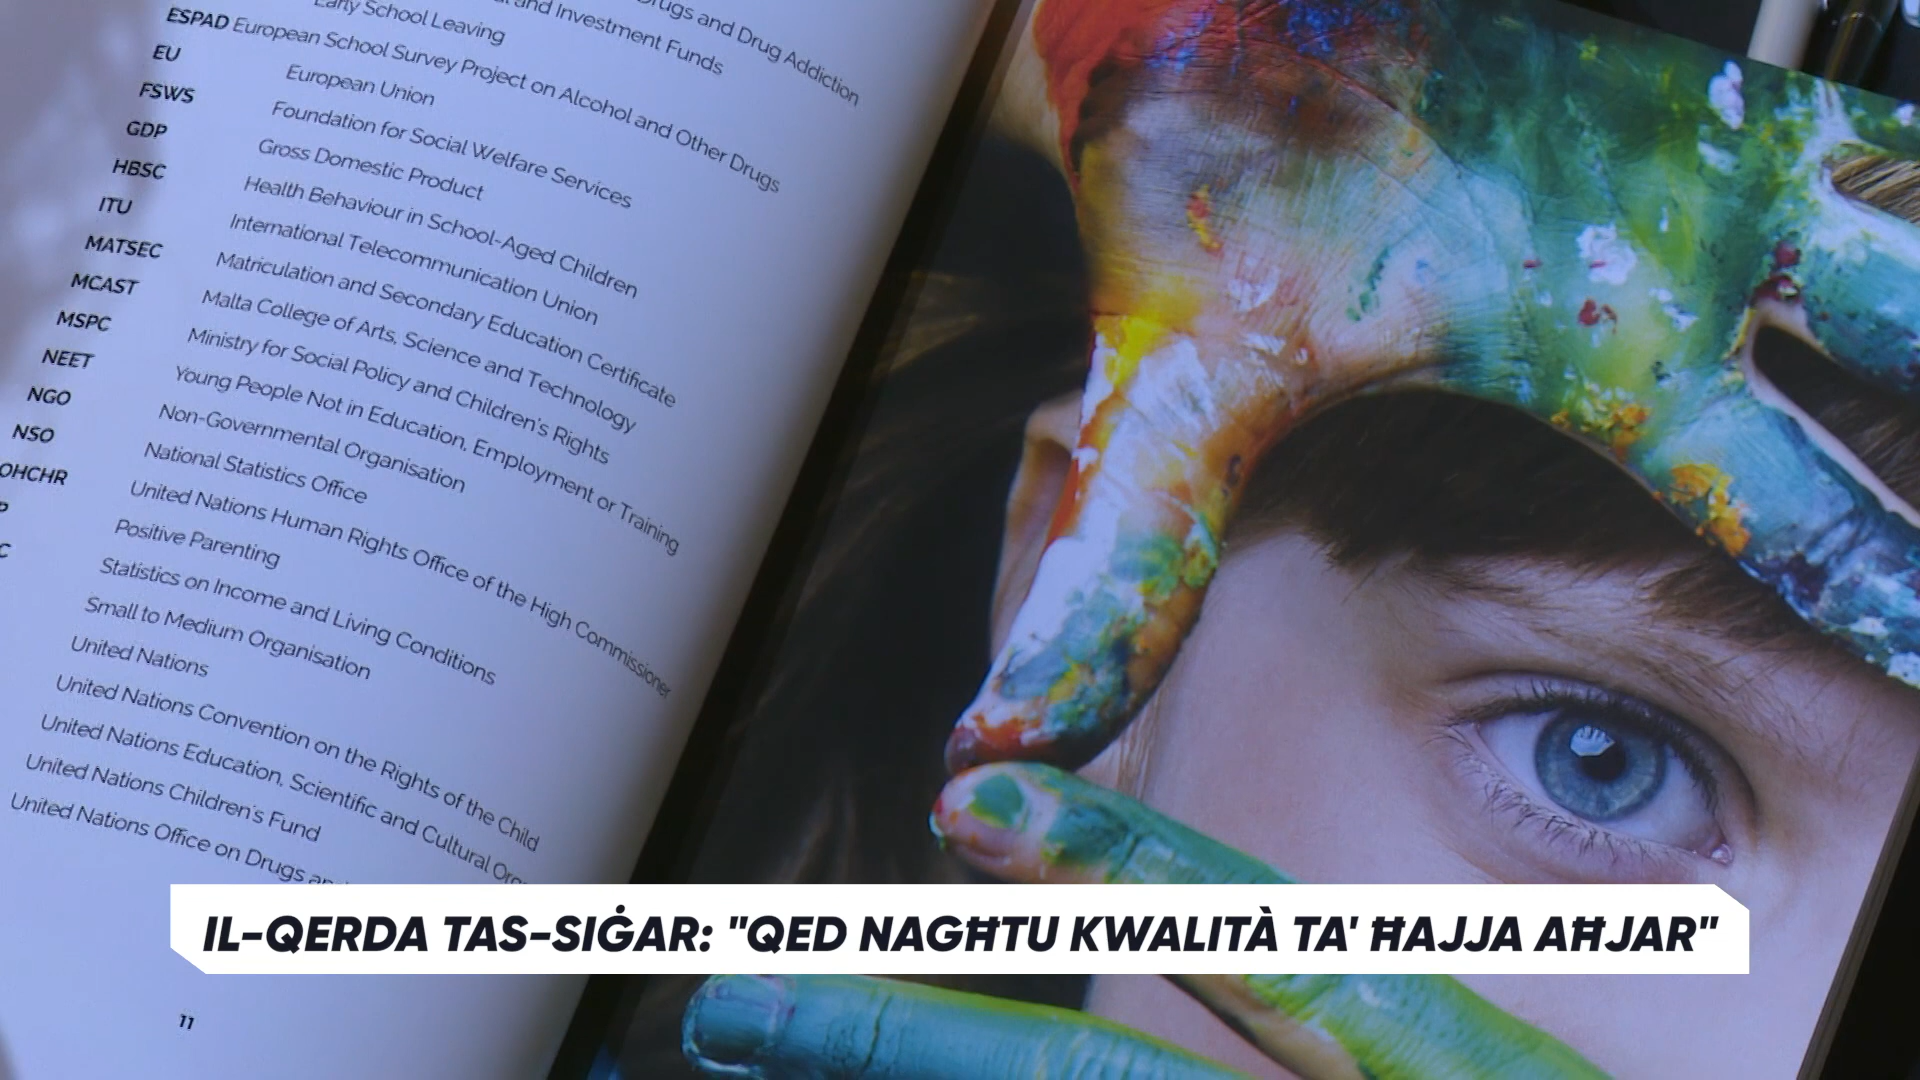 Drugs and Drug Addiction
and Investment Funds
Early School Leaving
ESPAD European School Survey Project on Alcohol and Other Drugs
EU European Union
FSWS Foundation for Social Welfare Services
GDP Gross Domestic Product
HBSC Health Behaviour in School-Aged Children
ITU International Telecommunication Union
MATSEC Matriculation and Secondary Education Certificate
MCAST Malta College of Arts, Science and Technology
MSPC Ministry for Social Policy and Children's Rights
NEET Young People Not in Education, Employment or Training
NGO Non-Governmental Organisation
NSO National Statistics Office
OHCHR United Nations Human Rights Office of the High Commissioner
Positive Parenting
Statistics on Income and Living Conditions
Small to Medium Organisation
United Nations
United Nations Convention on the Rights of the Child
United Nations Education, Scientific and Cultural
United Nations Children's Fund
United Nations Office on Drugs
11
IL-QERDA TAS-SIĠAR: "QED NAGĦTU KWALITÀ TA' ĦAJJA AĦJAR"